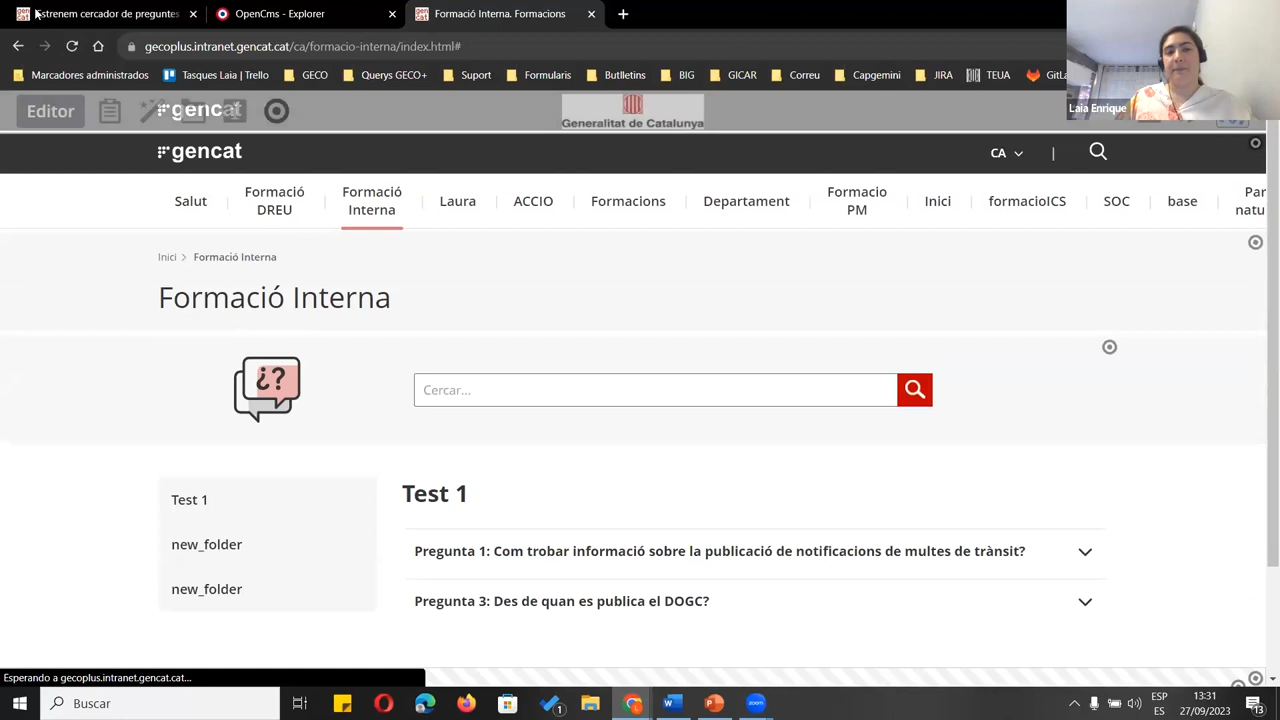 estrenem cercador de preguntes
OpenCms - Explorer
Formació Interna. Formacions
gecoplus.intranet.gencat.cat/ca/formacio-interna/index.html#
Marcadores administrados
Tasques Laia | Trello
GECO
Querys GECO+
Suport
Formularis
Butlletins
BIG
GICAR
Correu
Capgemini
JIRA
TEUA
Laia Enrique
Editor
gencat
Generalitat de Catalunya
gencat
CA
Salut
Formació
DREU
Formació
Interna
Laura
ACCIO
Formacions
Departament
Formacio
PM
Inici
formacioICS
SOC
base
Par
natu
Inici > Formació Interna
Formació Interna
¿?
Cercar...
Test 1
new_folder
new_folder
Test 1
Pregunta 1: Com trobar informació sobre la publicació de notificacions de multes de trànsit?
Pregunta 3: Des de quan es publica el DOGC?
Esperando a gecoplus.intranet.gencat.cat...
Buscar
ESP
ES
13:31
27/09/2023
13